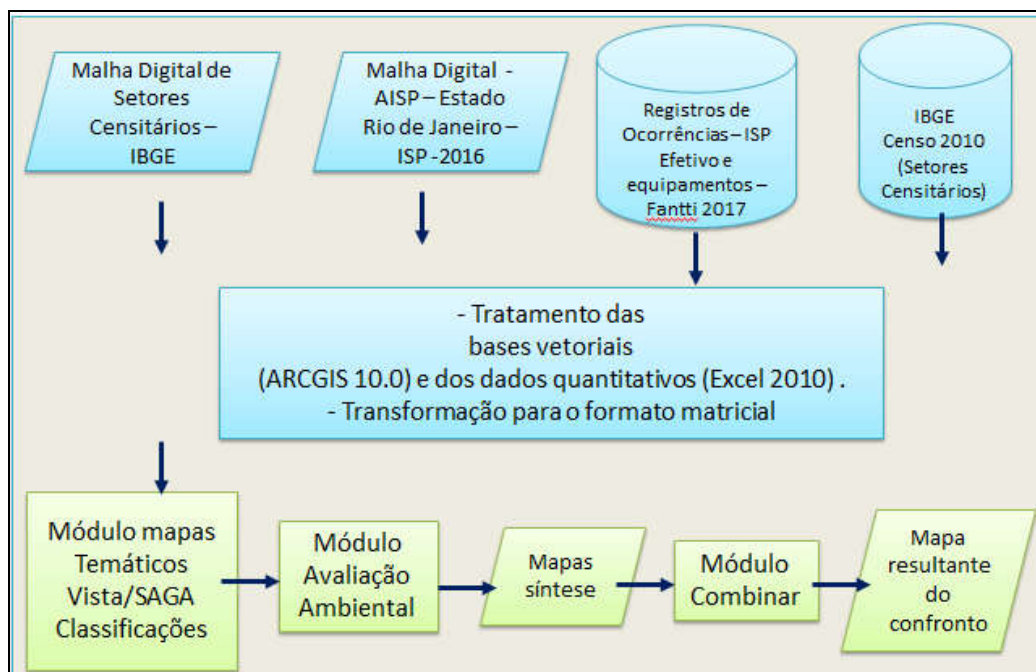 Malha Digital de
Setores
Censitários –
IBGE
Malha Digital -
AISP – Estado
Rio de Janeiro –
ISP -2016
Registros de
Ocorrências – ISP
Efetivo e
equipamentos –
Fantti 2017
IBGE
Censo 2010
(Setores
Censitários)
- Tratamento das
bases vetoriais
(ARCGIS 10.0) e dos dados quantitativos (Excel 2010) .
- Transformação para o formato matricial
Módulo mapas
Temáticos
Vista/SAGA
Classificações
Módulo
Avaliação
Ambiental
Mapas
síntese
Módulo
Combinar
Mapa
resultante
do
confronto